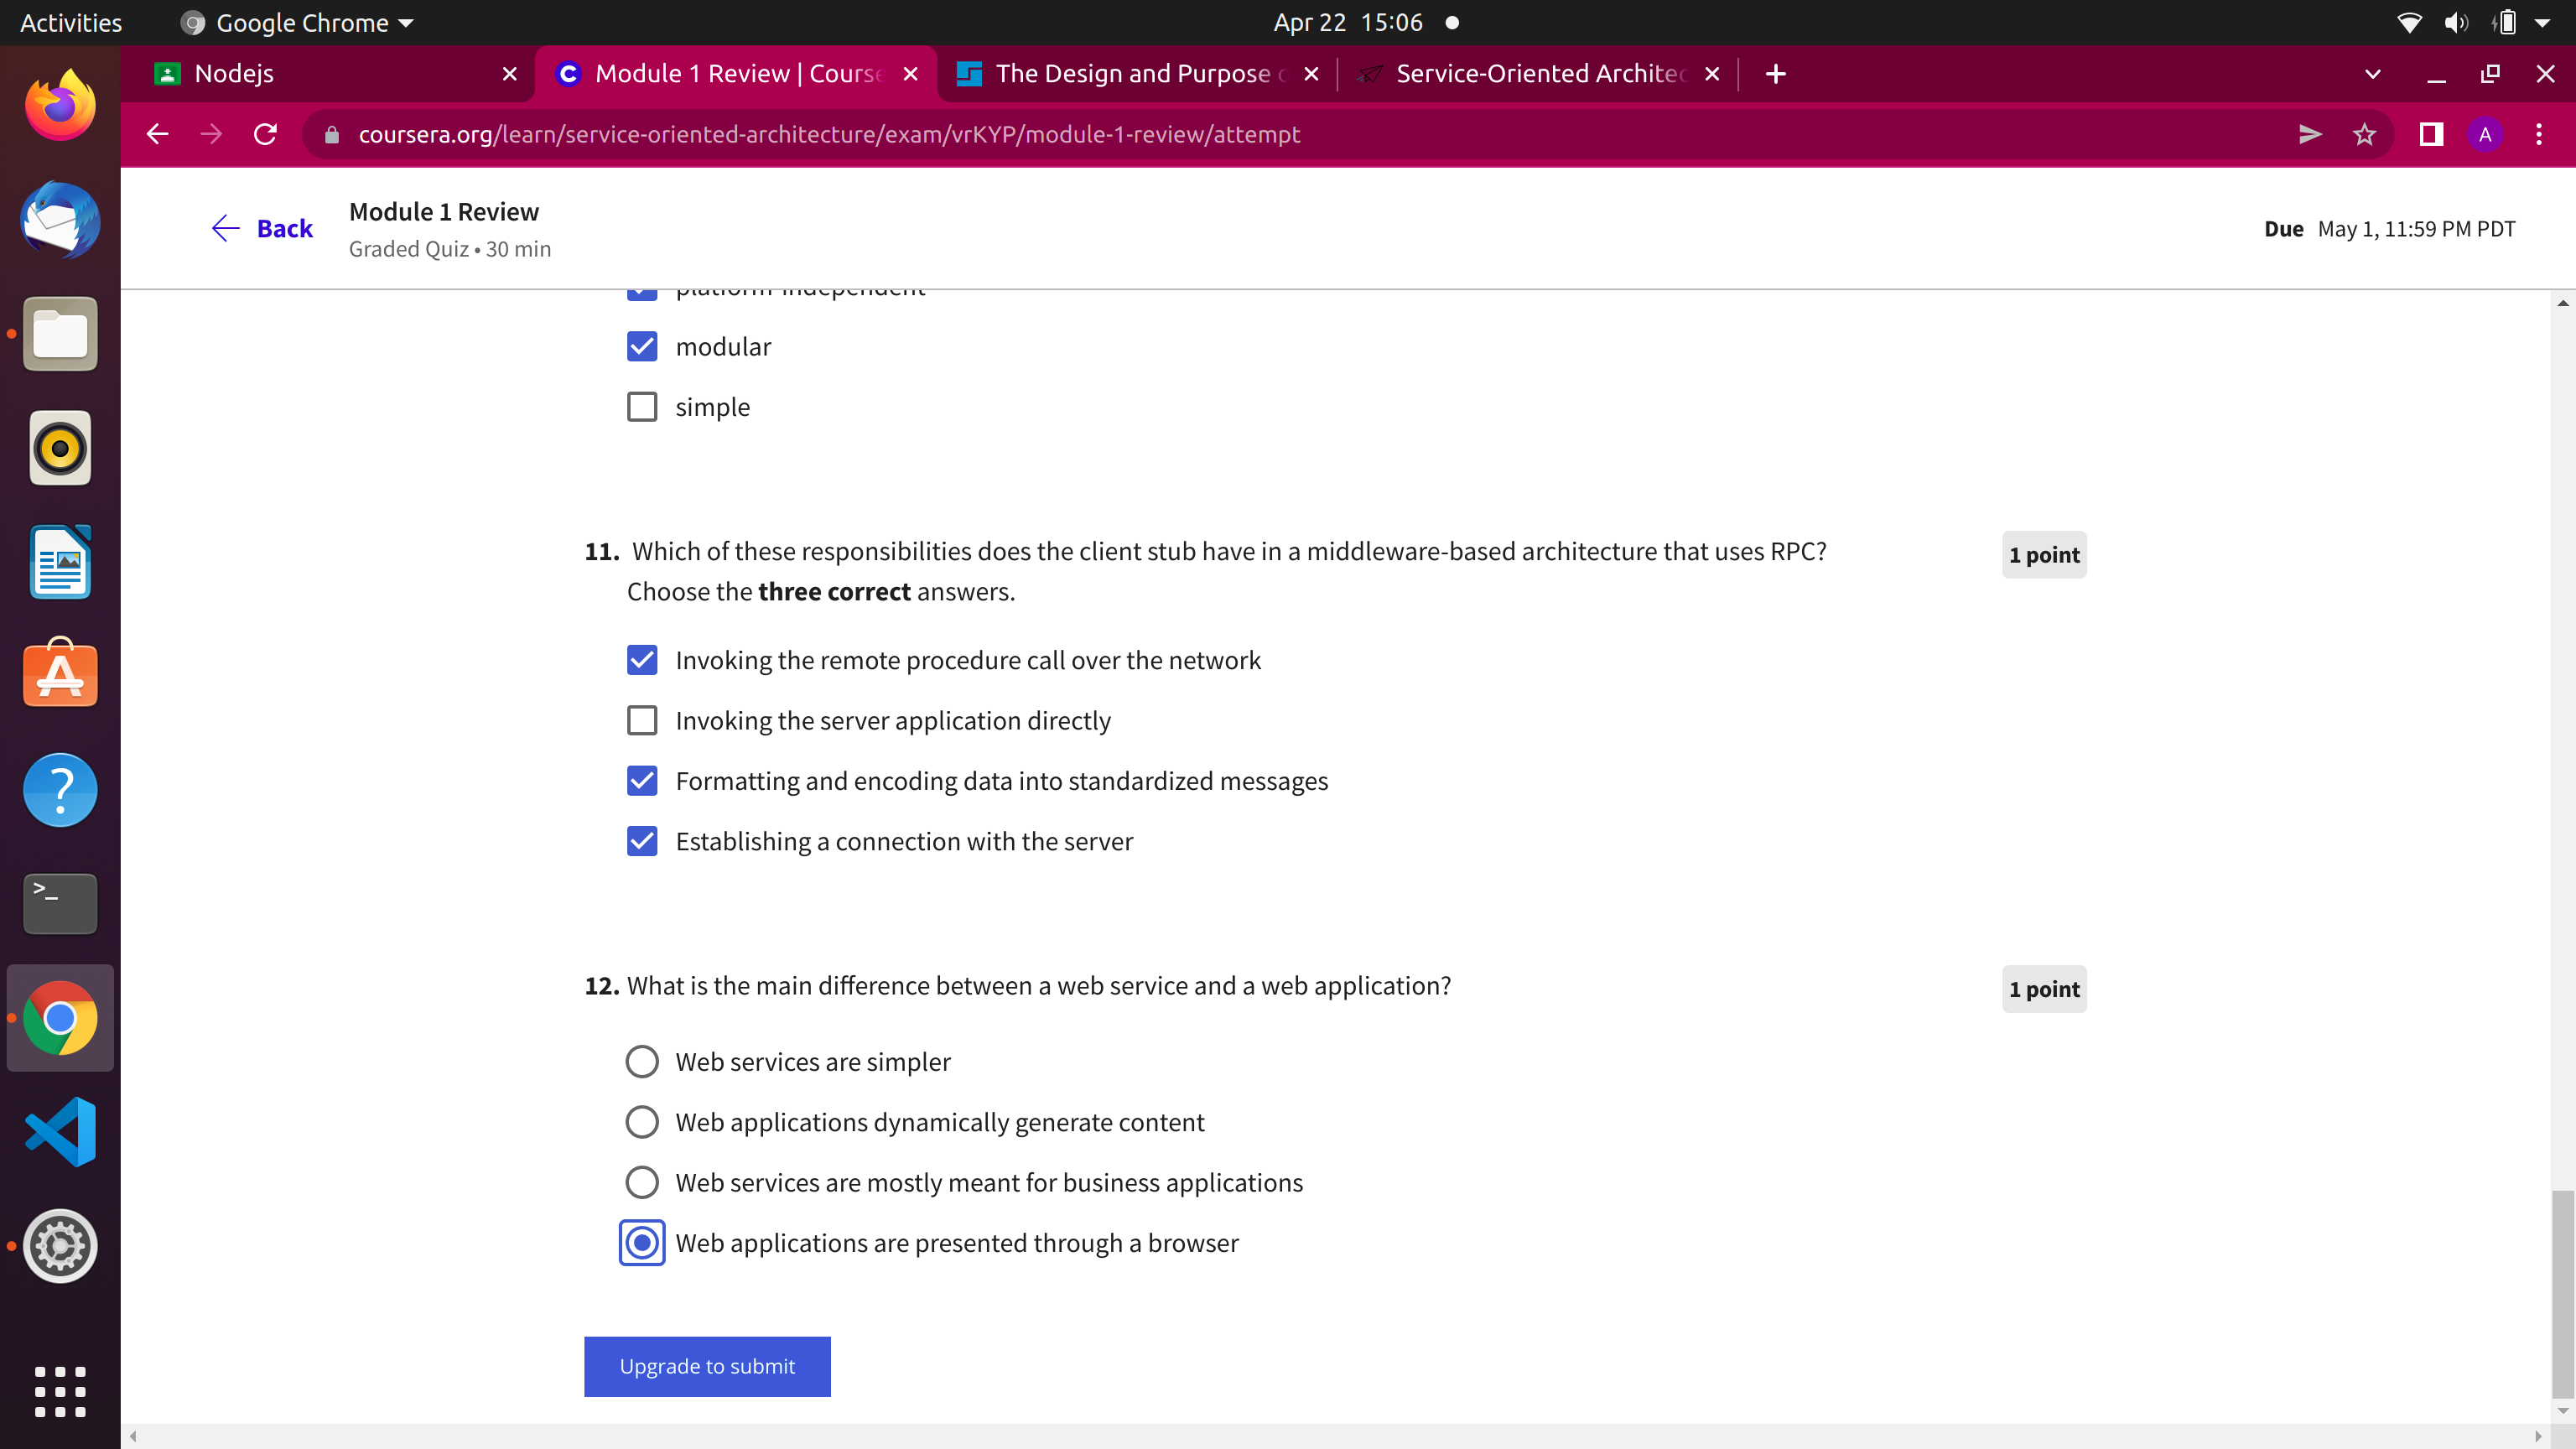 Activities
Google Chrome
Apr 22 15:06
Nodejs
Module 1 Review | Course
The Design and Purpose o
Service-Oriented Architec
coursera.org/learn/service-oriented-architecture/exam/vrKYP/module-1-review/attempt
A
Back
Module 1 Review
Graded Quiz • 30 min
Due May 1, 11:59 PM PDT
platform-independent
modular
simple
11. Which of these responsibilities does the client stub have in a middleware-based architecture that uses RPC?
1 point
Choose the three correct answers.
Invoking the remote procedure call over the network
Invoking the server application directly
Formatting and encoding data into standardized messages
Establishing a connection with the server
12. What is the main difference between a web service and a web application?
1 point
Web services are simpler
Web applications dynamically generate content
Web services are mostly meant for business applications
Web applications are presented through a browser
Upgrade to submit